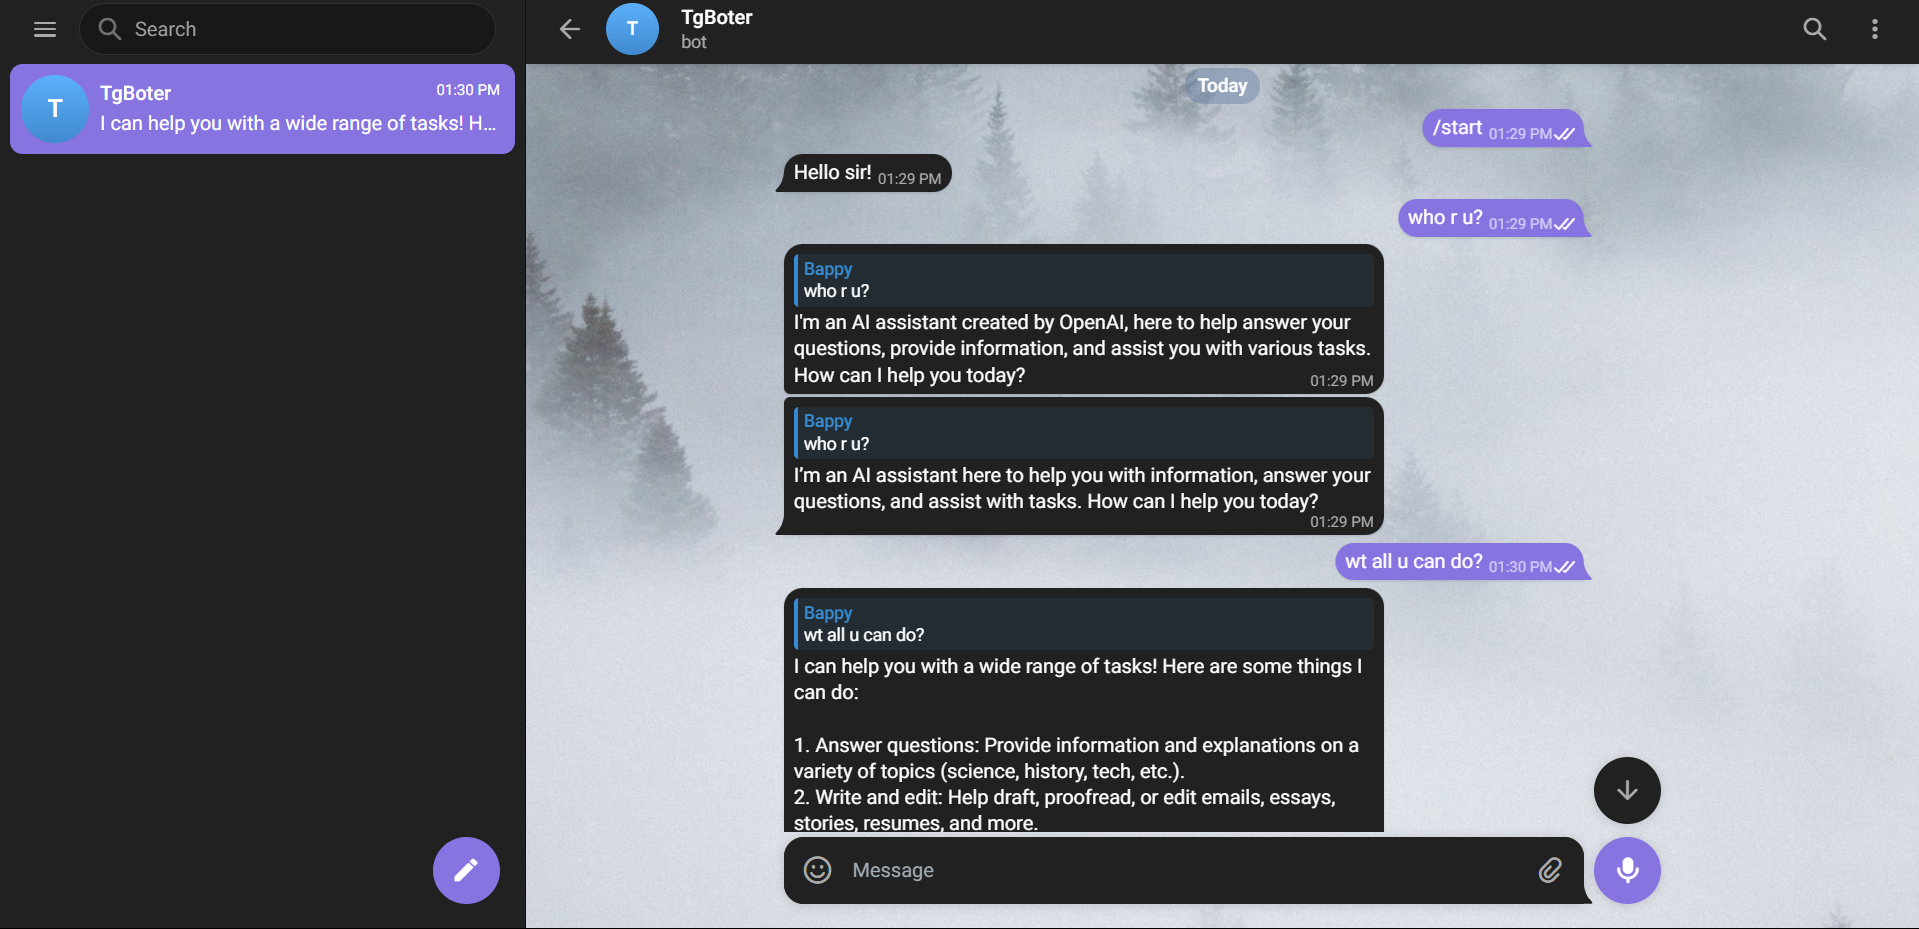 Search
TgBoter
01:30 PM
I can help you with a wide range of tasks! H...
T
T
TgBoter
bot
Today
/start 01:29 PM
Hello sir! 01:29 PM
who r u? 01:29 PM
Bappy
who r u?
I'm an AI assistant created by OpenAI, here to help answer your
questions, provide information, and assist you with various tasks.
How can I help you today?
01:29 PM
Bappy
who r u?
I’m an AI assistant here to help you with information, answer your
questions, and assist with tasks. How can I help you today?
01:29 PM
wt all u can do? 01:30 PM
Bappy
wt all u can do?
I can help you with a wide range of tasks! Here are some things I
can do:
1. Answer questions: Provide information and explanations on a
variety of topics (science, history, tech, etc.).
2. Write and edit: Help draft, proofread, or edit emails, essays,
stories, resumes, and more.
Message